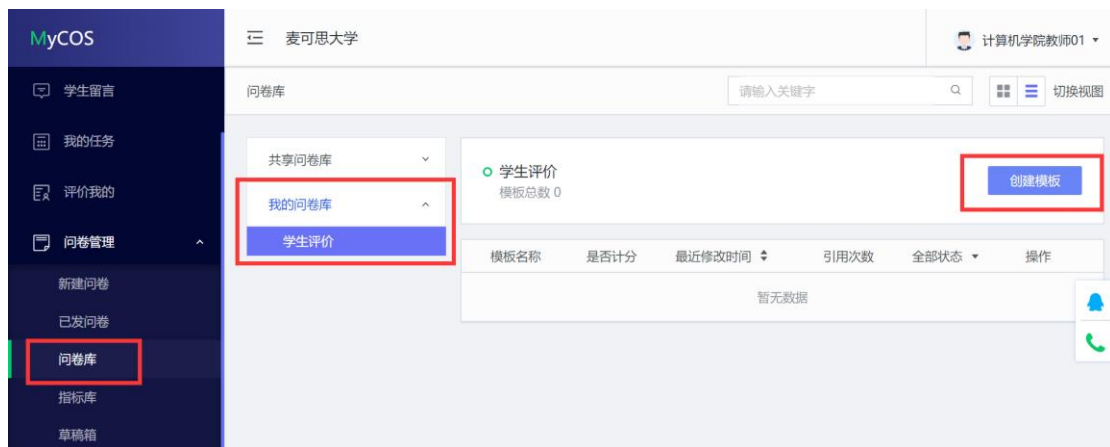 MyCOS
麦可思大学
计算机学院教师01
学生留言
问卷库
请输入关键字
切换视图
我的任务
评价我的
问卷管理
新建问卷
已发问卷
问卷库
指标库
草稿箱
共享问卷库
我的问卷库
学生评价
学生评价
模板总数 0
创建模板
模板名称 是否计分 最近修改时间 引用次数 全部状态 操作
暂无数据